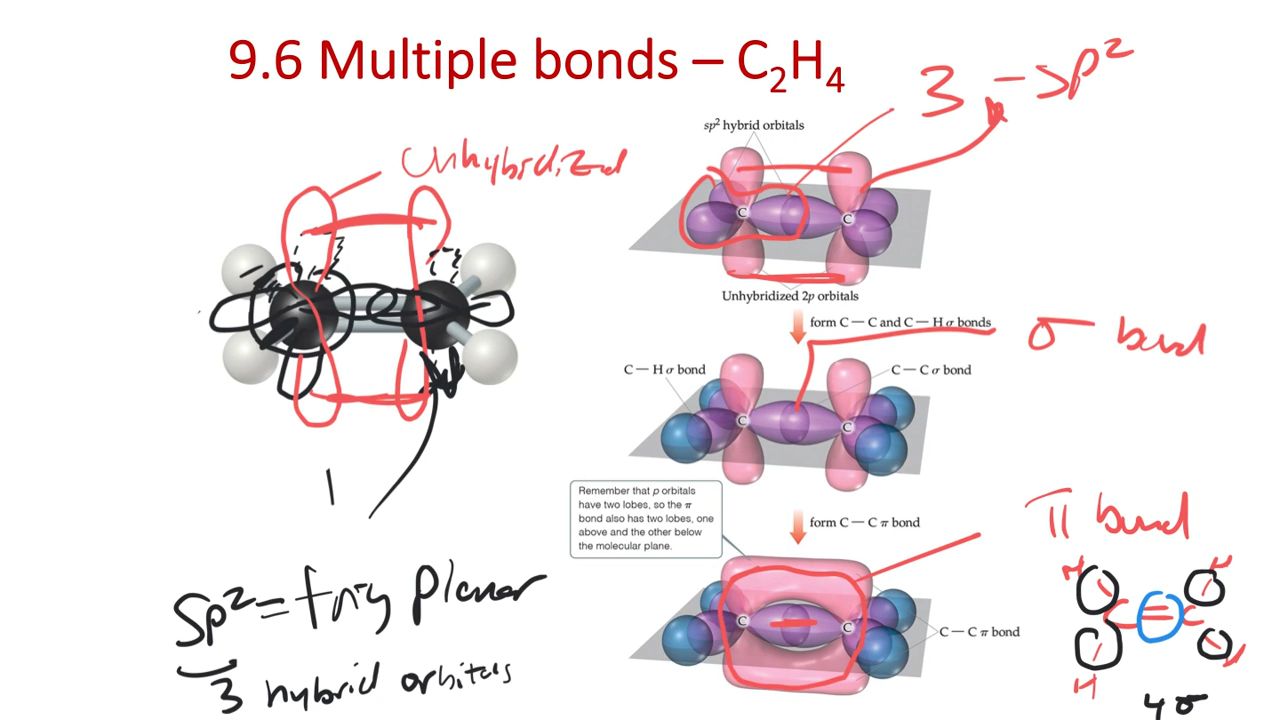 9.6 Multiple bonds – C₂H₄
3 – sp²
sp² hybrid orbitals
Unhybridized
C C
Unhybridized 2p orbitals
form C — C and C — H σ bonds
σ bond
C — H σ bond
C — C σ bond
C C
Remember that p orbitals
have two lobes, so the π
bond also has two lobes, one
above and the other below
the molecular plane.
form C — C π bond
π bond
H H
C = C
C C
C — C π bond
H
sp² = trig planar
3 hybrid orbitals
4 σ